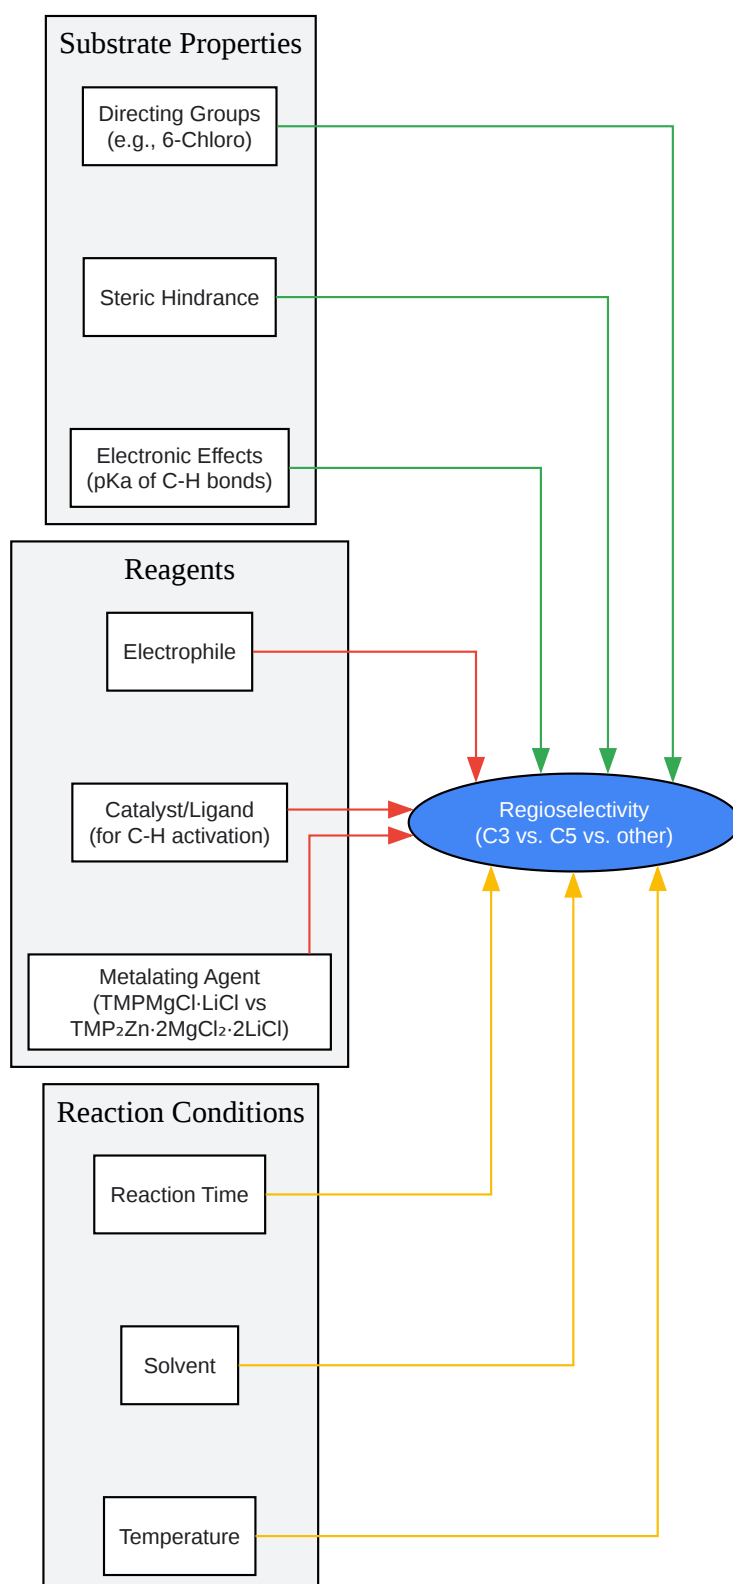 Substrate Properties
Directing Groups
(e.g., 6-Chloro)
Steric Hindrance
Electronic Effects
(pKa of C-H bonds)
Reagents
Electrophile
Catalyst/Ligand
(for C-H activation)
Metalating Agent
(TMPMgCl·LiCl vs
TMP₂Zn·2MgCl₂·2LiCl)
Regioselectivity
(C3 vs. C5 vs. other)
Reaction Conditions
Reaction Time
Solvent
Temperature